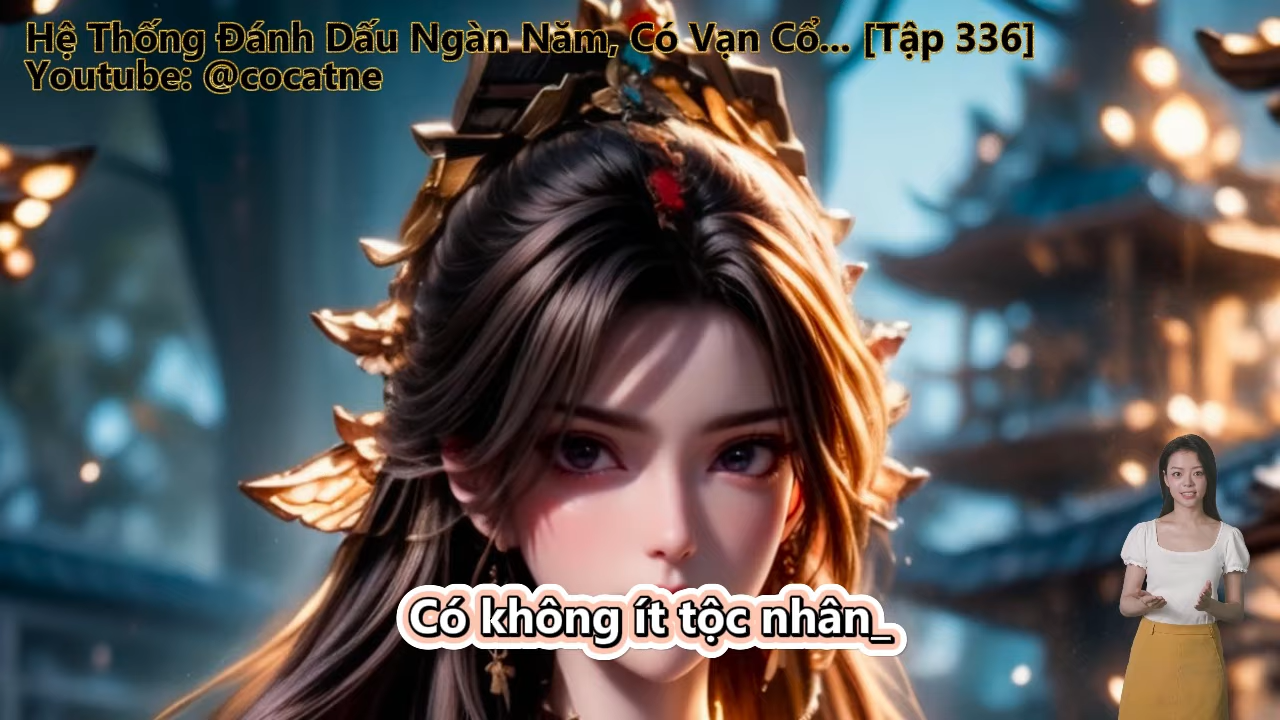 Hệ Thống Đánh Dấu Ngàn Năm, Có Vạn Cổ... [Tập 336]
Youtube: @cocatne
Có không ít tộc nhân_